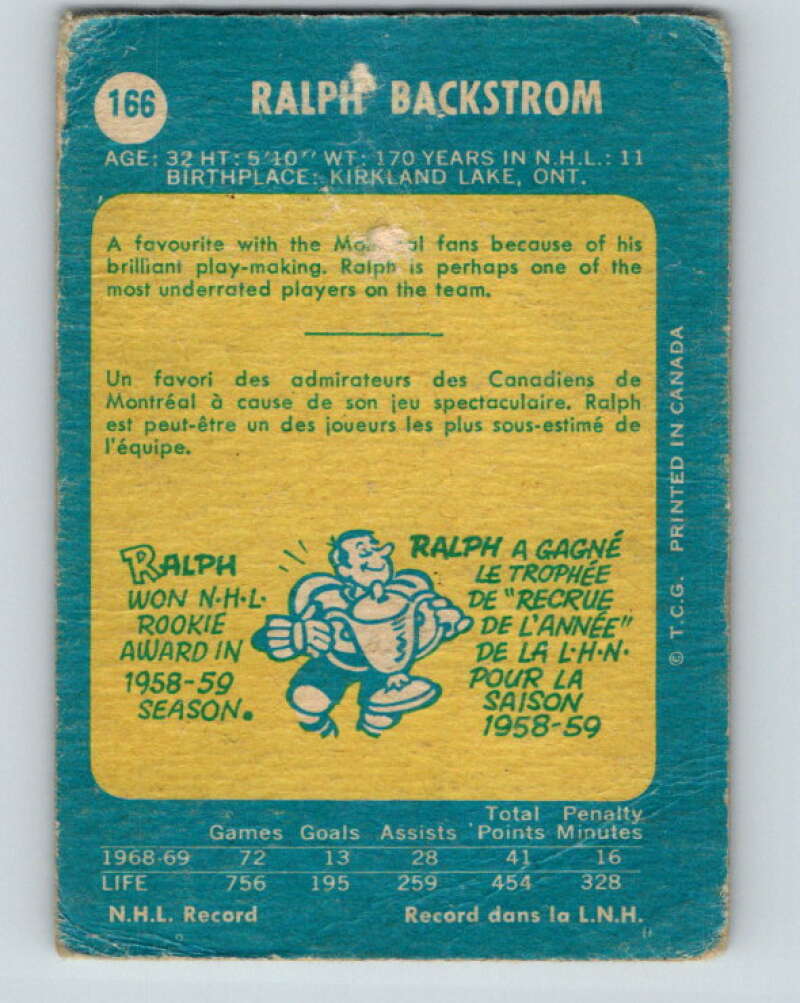 166
RALPH BACKSTROM
AGE: 32 HT: 5'10" WT: 170 YEARS IN N.H.L.: 11
BIRTHPLACE: KIRKLAND LAKE, ONT.
A favourite with the Montreal fans because of his
brilliant play-making. Ralph is perhaps one of the
most underrated players on the team.
Un favori des admirateurs des Canadiens de
Montréal à cause de son jeu spectaculaire. Ralph
est peut-être un des joueurs les plus sous-estimé de
l'équipe.
RALPH
WON N·H·L·
ROOKIE
AWARD IN
1958-59
SEASON.
RALPH A GAGNÉ
LE TROPHÉE
DE "RECRUE
DE L'ANNÉE"
DE LA L·H·N·
POUR LA
SAISON
1958-59
© T.C.G. PRINTED IN CANADA
Games Goals Assists Total Points Penalty Minutes
1968-69 72 13 28 41 16
LIFE 756 195 259 454 328
N.H.L. Record Record dans la L.N.H.